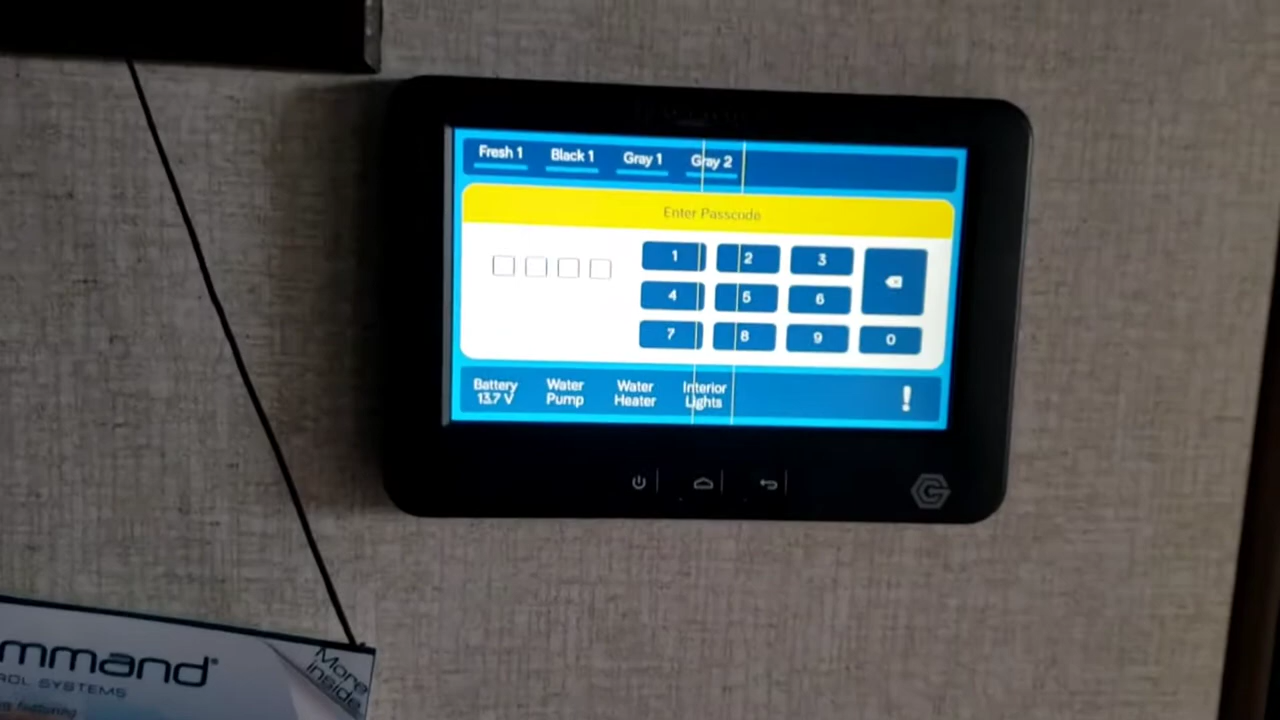 Fresh 1 Black 1 Gray 1 Gray 2
Enter Passcode
1 2 3
4 5 6
7 8 9 0
Battery 13.7 V
Water Pump
Water Heater
Interior Lights
!
mmand®
ROL SYSTEMS
featuring
More inside